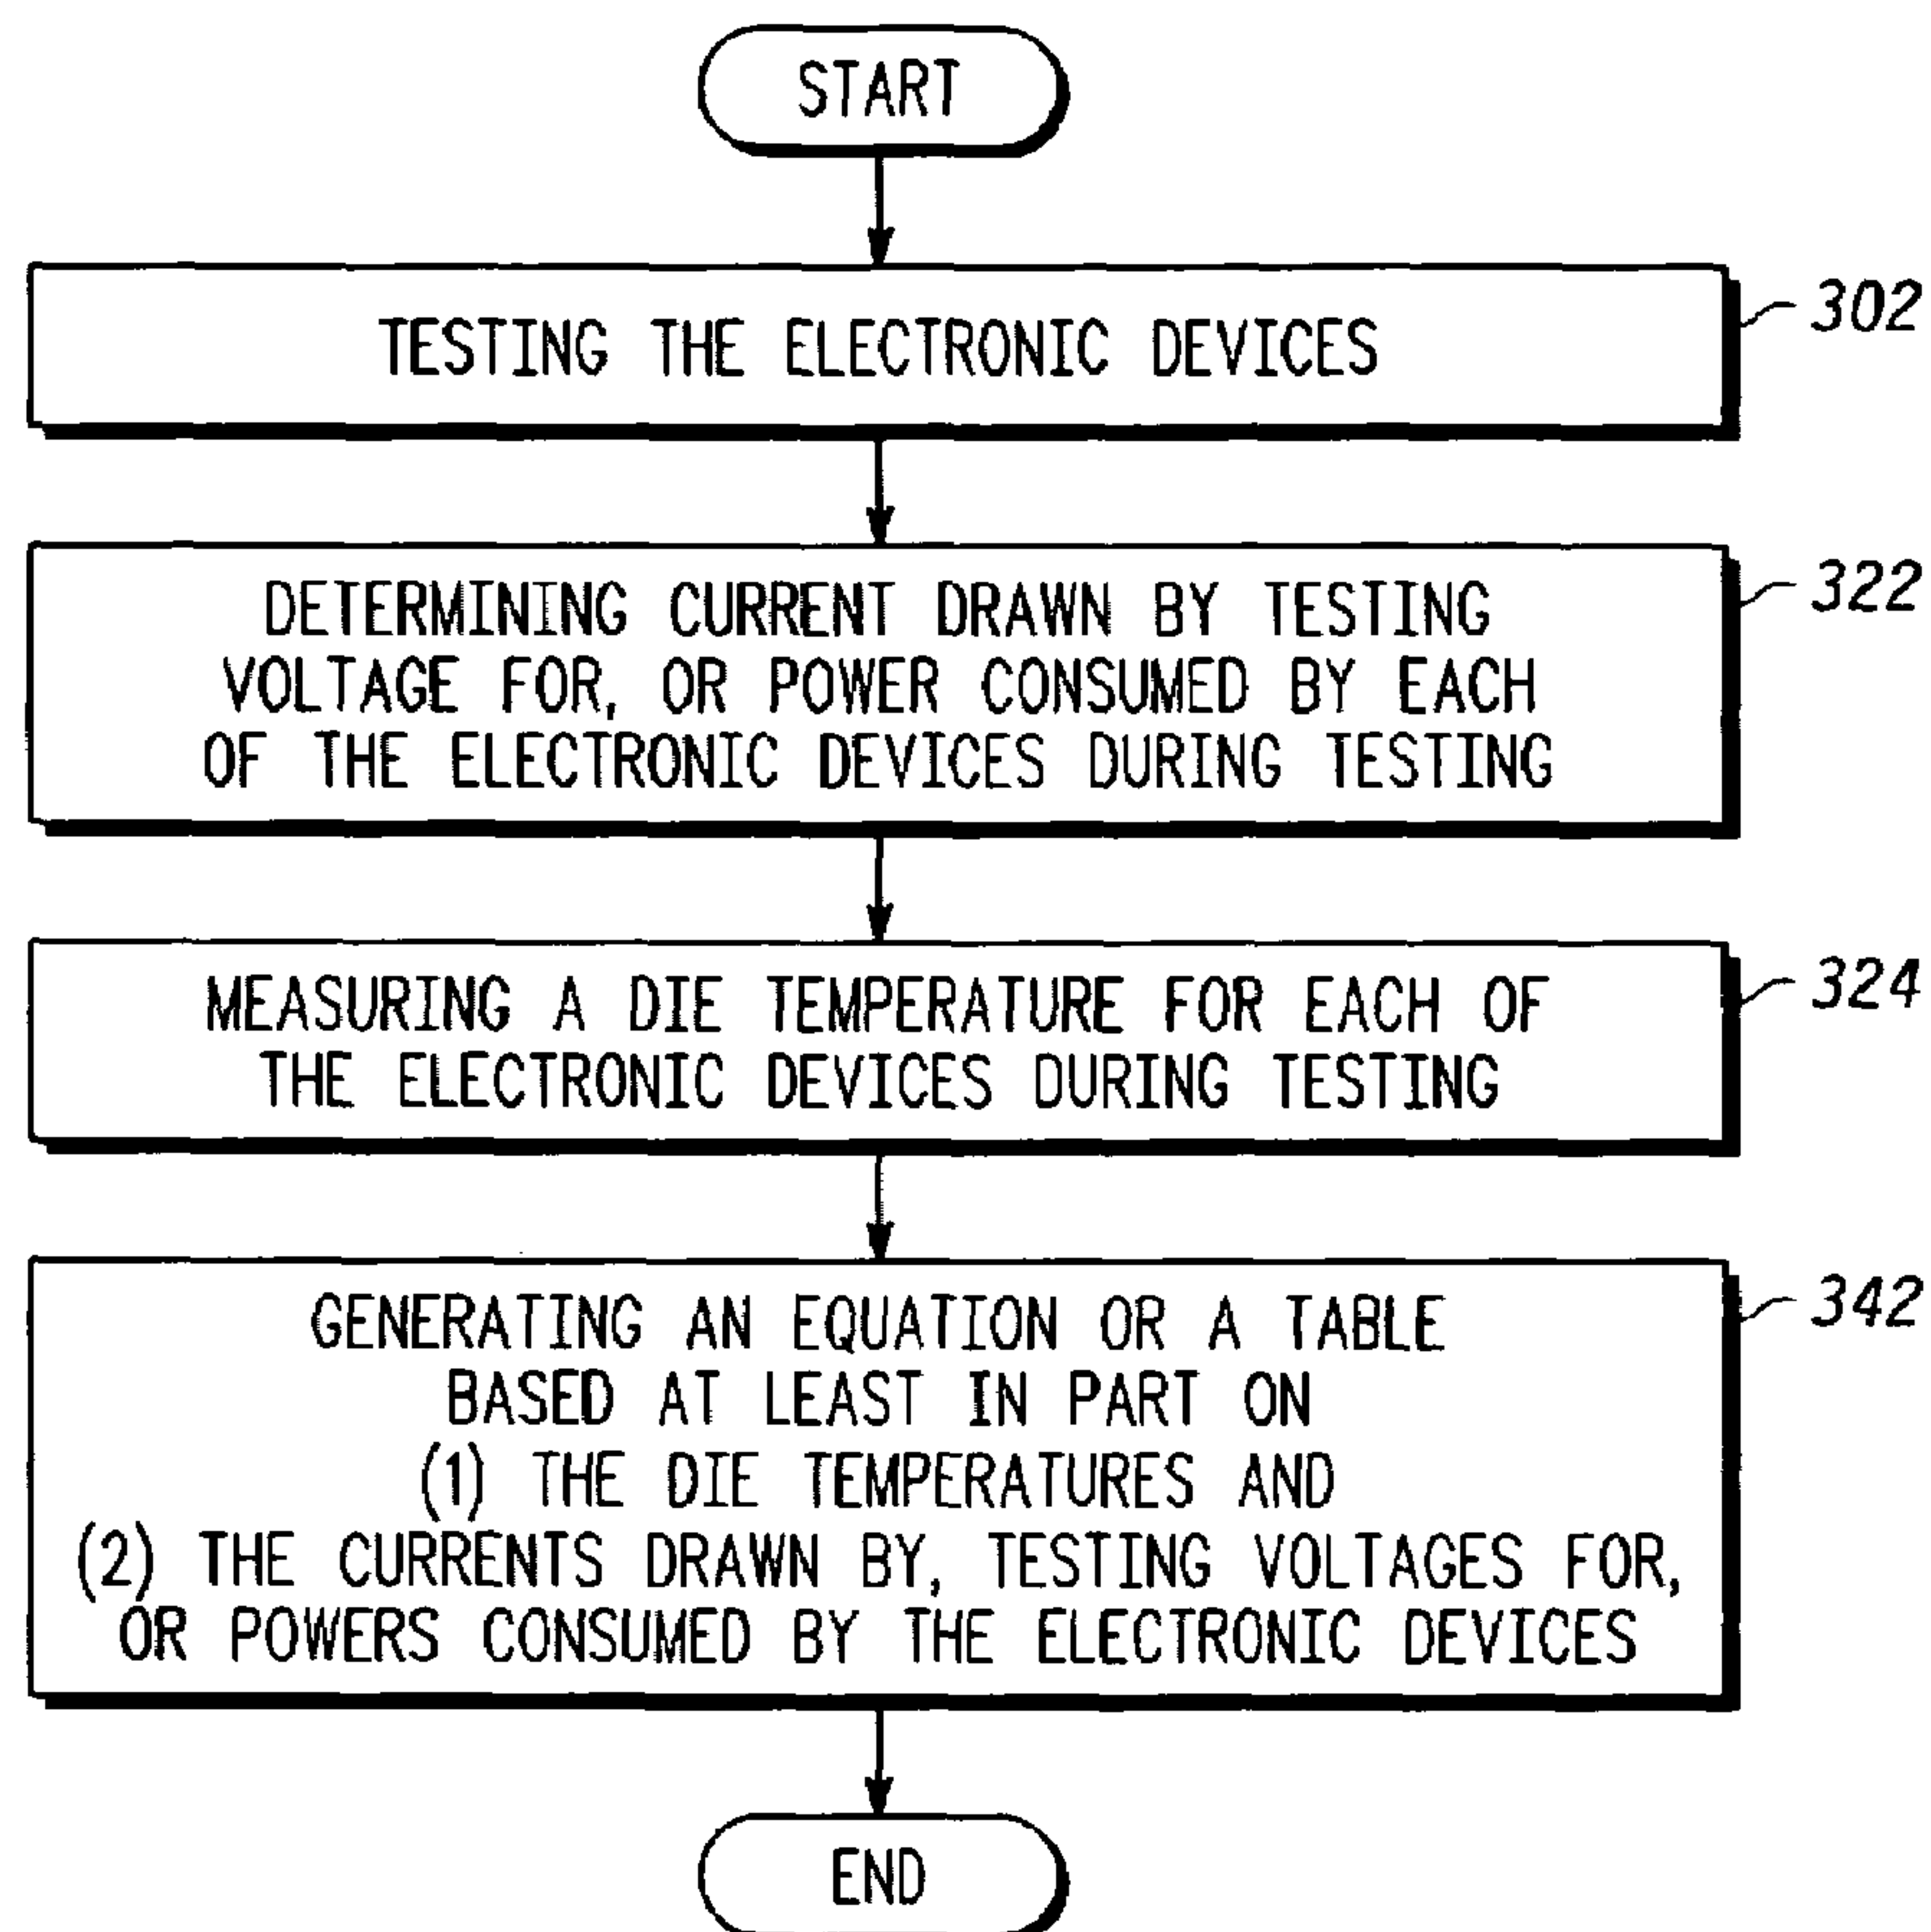 START
TESTING THE ELECTRONIC DEVICES
302
DETERMINING CURRENT DRAWN BY TESTING
VOLTAGE FOR, OR POWER CONSUMED BY EACH
OF THE ELECTRONIC DEVICES DURING TESTING
322
MEASURING A DIE TEMPERATURE FOR EACH OF
THE ELECTRONIC DEVICES DURING TESTING
324
GENERATING AN EQUATION OR A TABLE
BASED AT LEAST IN PART ON
(1) THE DIE TEMPERATURES AND
(2) THE CURRENTS DRAWN BY, TESTING VOLTAGES FOR,
OR POWERS CONSUMED BY THE ELECTRONIC DEVICES
342
END